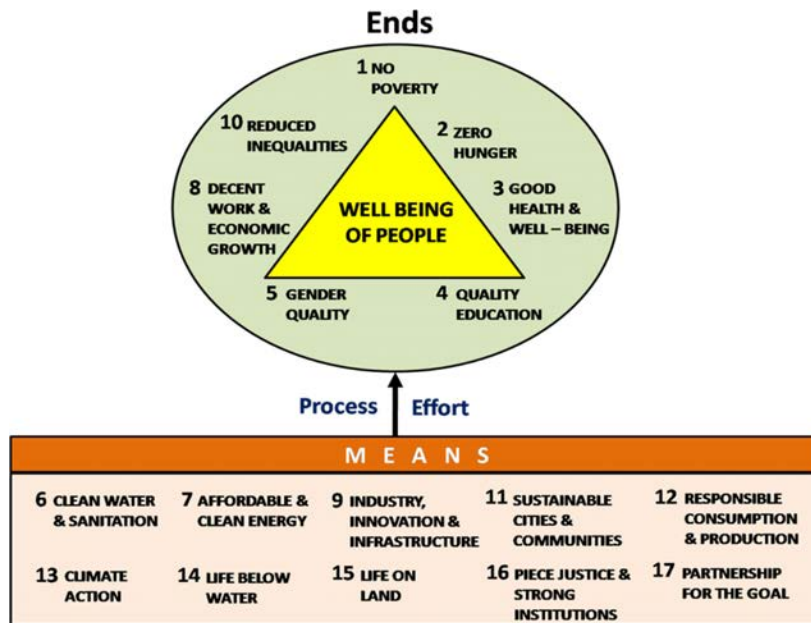 Ends
1 NO
POVERTY
10 REDUCED
INEQUALITIES
2 ZERO
HUNGER
8 DECENT
WORK &
ECONOMIC
GROWTH
3 GOOD
HEALTH &
WELL – BEING
WELL BEING
OF PEOPLE
5 GENDER
QUALITY
4 QUALITY
EDUCATION
Process Effort
MEANS
6 CLEAN WATER
& SANITATION
7 AFFORDABLE &
CLEAN ENERGY
9 INDUSTRY,
INNOVATION &
INFRASTRUCTURE
11 SUSTAINABLE
CITIES &
COMMUNITIES
12 RESPONSIBLE
CONSUMPTION
& PRODUCTION
13 CLIMATE
ACTION
14 LIFE BELOW
WATER
15 LIFE ON
LAND
16 PIECE JUSTICE &
STRONG
INSTITUTIONS
17 PARTNERSHIP
FOR THE GOAL